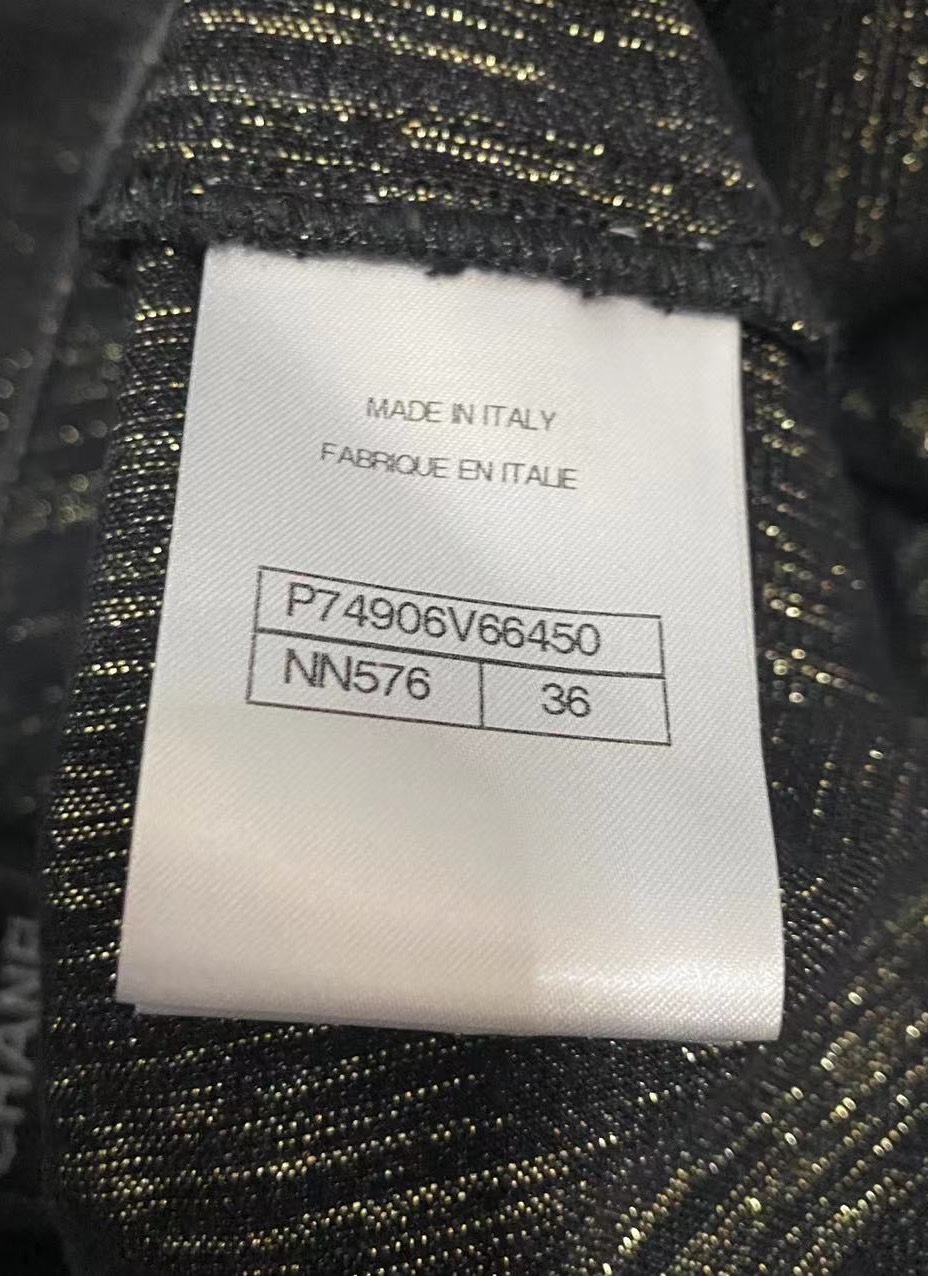 MADE IN ITALY
FABRIQUE EN ITALIE
P74906V66450
NN576 36